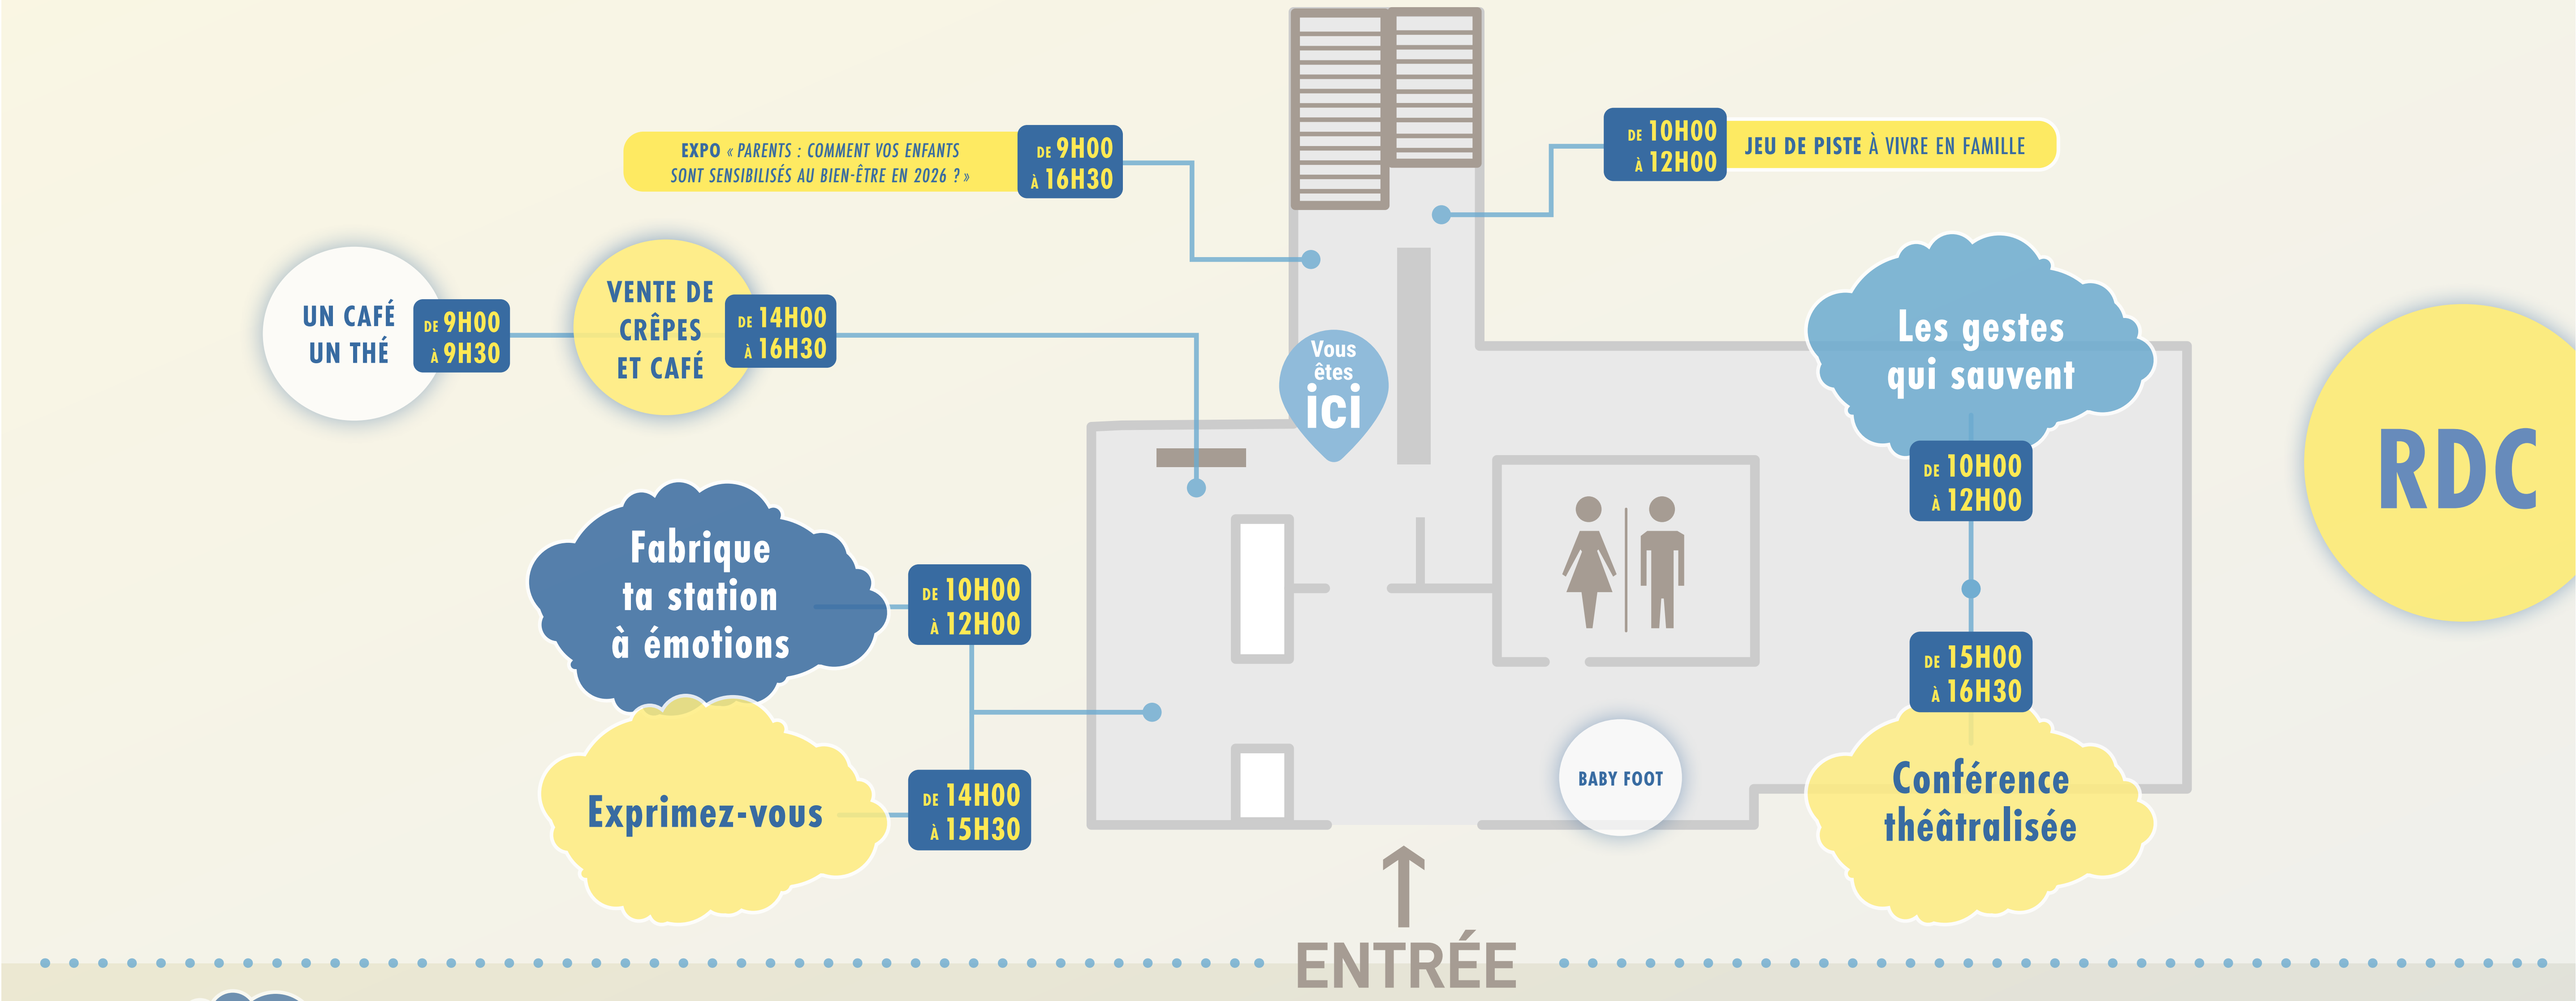 EXPO « PARENTS : COMMENT VOS ENFANTS
SONT SENSIBILISÉS AU BIEN-ÊTRE EN 2026 ? »
DE 9H00
À 16H30
DE 10H00
À 12H00
JEU DE PISTE À VIVRE EN FAMILLE
UN CAFÉ
UN THÉ
DE 9H00
À 9H30
VENTE DE
CRÊPES
ET CAFÉ
DE 14H00
À 16H30
Vous
êtes
ici
Les gestes
qui sauvent
DE 10H00
À 12H00
RDC
Fabrique
ta station
à émotions
DE 10H00
À 12H00
Exprimez-vous
DE 14H00
À 15H30
BABY FOOT
DE 15H00
À 16H30
Conférence
théâtralisée
ENTRÉE